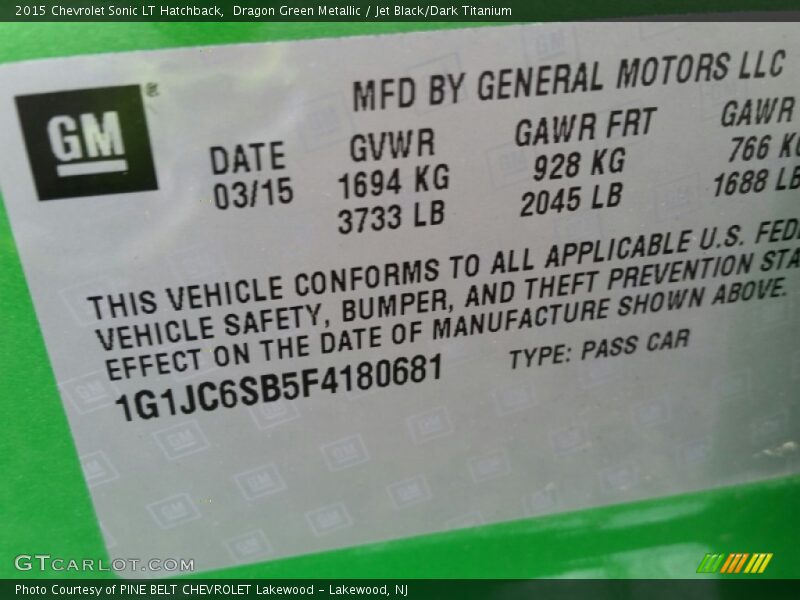 2015 Chevrolet Sonic LT Hatchback, Dragon Green Metallic / Jet Black/Dark Titanium
GM ®
MFD BY GENERAL MOTORS LLC
DATE GVWR GAWR FRT GAWR
03/15 1694 KG 928 KG 766 KG
3733 LB 2045 LB 1688 LB
THIS VEHICLE CONFORMS TO ALL APPLICABLE U.S.
VEHICLE SAFETY, BUMPER, AND THEFT PREVENTION
EFFECT ON THE DATE OF MANUFACTURE SHOWN ABOVE.
1G1JC6SB5F4180681 TYPE: PASS CAR
GTCARLOT.COM
Photo Courtesy of PINE BELT CHEVROLET Lakewood - Lakewood, NJ